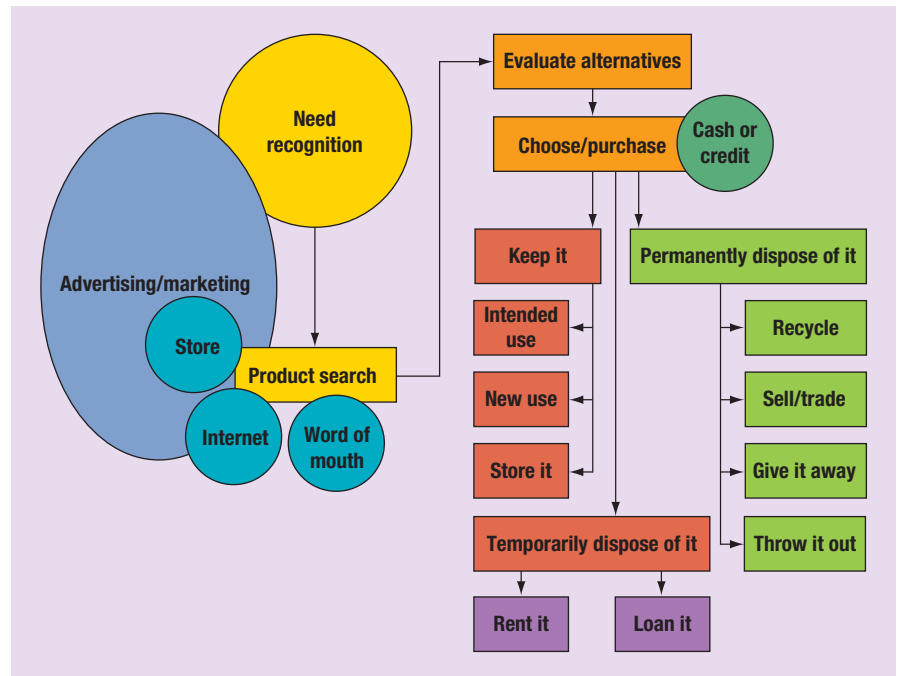 Need
recognition
Advertising/marketing
Store
Product search
Internet
Word of
mouth
Evaluate alternatives
Choose/purchase
Cash or
credit
Keep it
Permanently dispose of it
Intended
use
Recycle
New use
Sell/trade
Store it
Give it away
Temporarily dispose of it
Throw it out
Rent it
Loan it